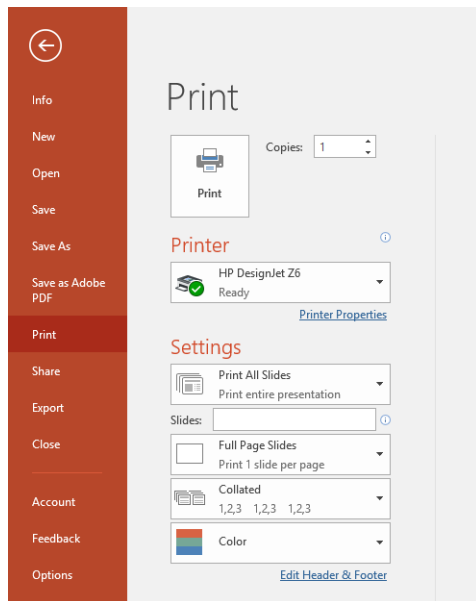 Info
New
Open
Save
Save As
Save as Adobe
PDF
Print
Share
Export
Close
Account
Feedback
Options
Print
Print
Copies: 1
Printer
HP DesignJet Z6
Ready
Printer Properties
Settings
Print All Slides
Print entire presentation
Slides:
Full Page Slides
Print 1 slide per page
Collated
1,2,3 1,2,3 1,2,3
Color
Edit Header & Footer